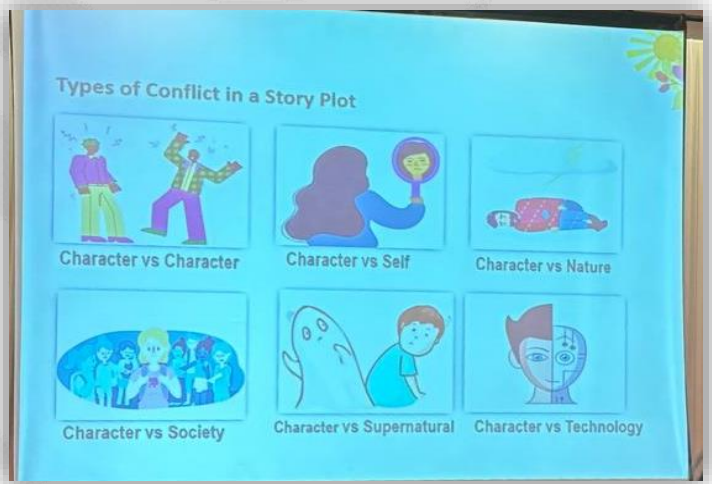 Types of Conflict in a Story Plot
Character vs Character
Character vs Self
Character vs Nature
Character vs Society
Character vs Supernatural
Character vs Technology